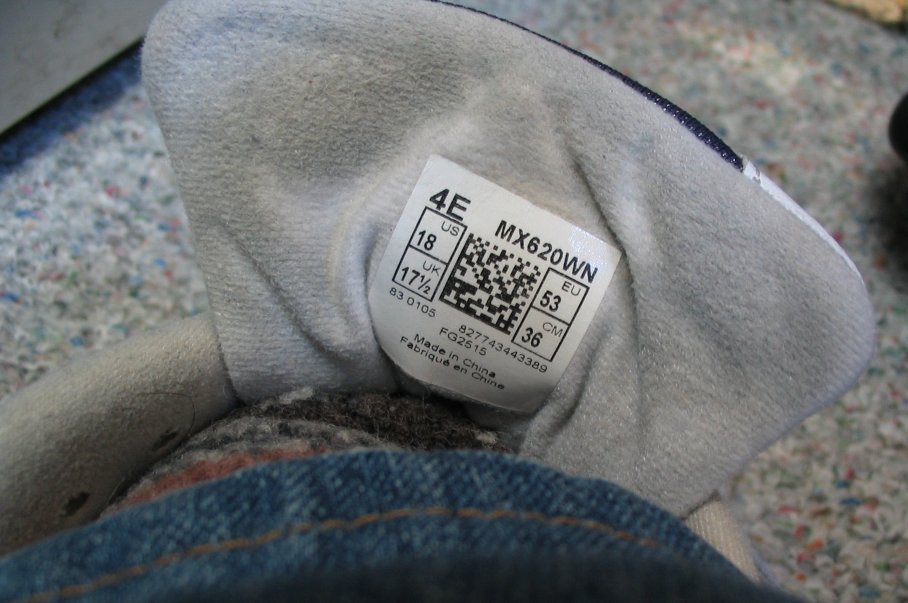 4E
MX620WN
US
18
UK
17½
EU
53
CM
36
83 0105
827743443389
FG2515
Made in China
Fabriqué en Chine